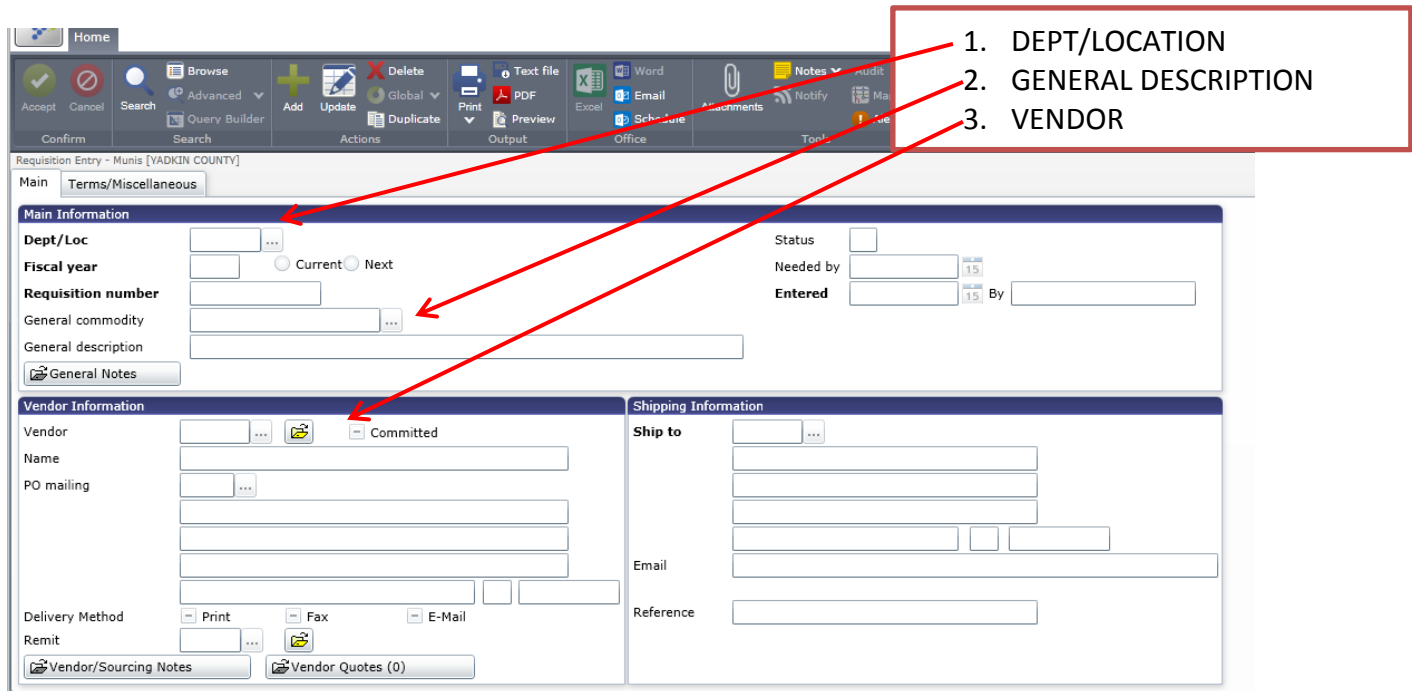 Home
1. DEPT/LOCATION
2. GENERAL DESCRIPTION
3. VENDOR
Accept Cancel Search Browse Advanced Query Builder Add Update Delete Global Duplicate Print Text file PDF Preview Excel Word Email Schedule Attachments Notes Notify Audit
Confirm Search Actions Output Office Tools
Requisition Entry - Munis [YADKIN COUNTY]
Main Terms/Miscellaneous
Main Information
Dept/Loc ... Status
Fiscal year Current Next Needed by 15
Requisition number Entered 15 By
General commodity ...
General description
General Notes
Vendor Information Shipping Information
Vendor ... Committed Ship to ...
Name
PO mailing ...
Email
Delivery Method Print Fax E-Mail Reference
Remit ...
Vendor/Sourcing Notes Vendor Quotes (0)